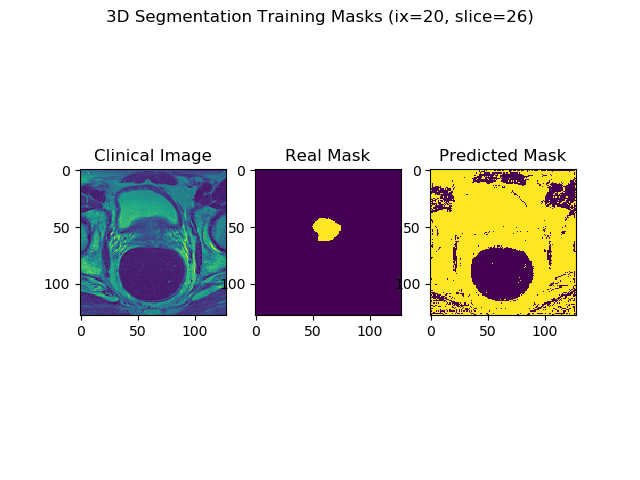 3D Segmentation Training Masks (ix=20, slice=26)
Clinical Image Real Mask Predicted Mask
0 0 0
50 50 50
100 100 100
0 50 100 0 50 100 0 50 100